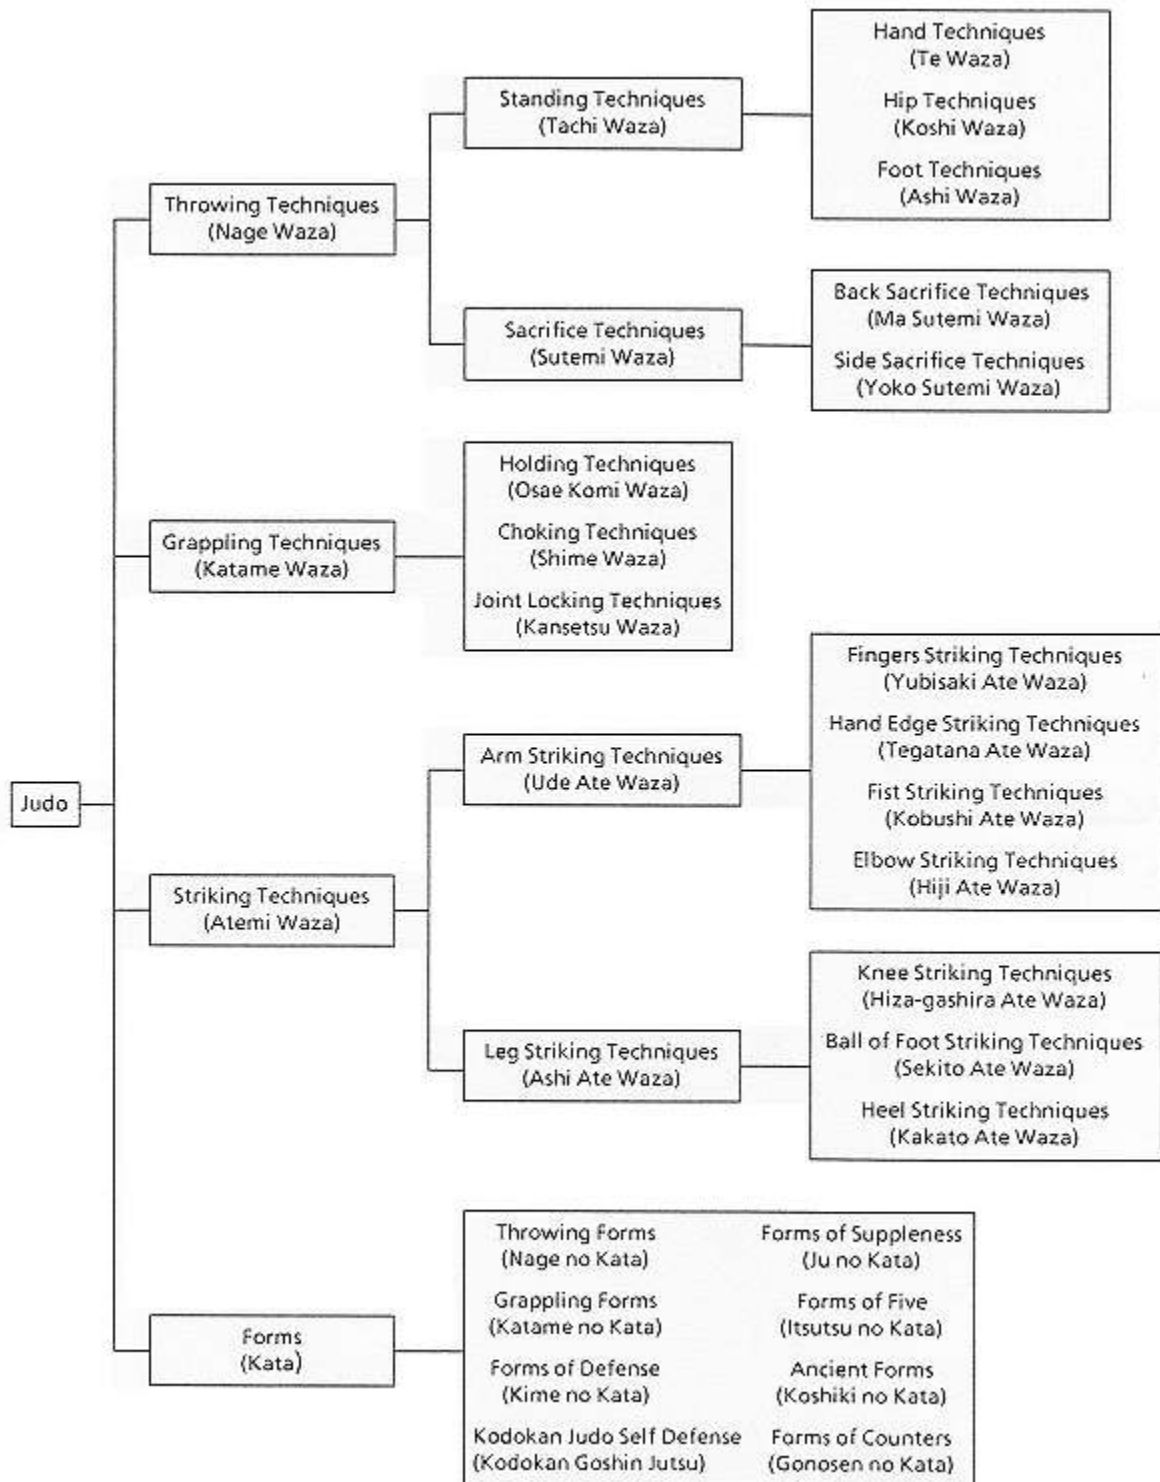 Judo
Throwing Techniques
(Nage Waza)
Standing Techniques
(Tachi Waza)
Hand Techniques
(Te Waza)
Hip Techniques
(Koshi Waza)
Foot Techniques
(Ashi Waza)
Sacrifice Techniques
(Sutemi Waza)
Back Sacrifice Techniques
(Ma Sutemi Waza)
Side Sacrifice Techniques
(Yoko Sutemi Waza)
Grappling Techniques
(Katame Waza)
Holding Techniques
(Osae Komi Waza)
Choking Techniques
(Shime Waza)
Joint Locking Techniques
(Kansetsu Waza)
Striking Techniques
(Atemi Waza)
Arm Striking Techniques
(Ude Ate Waza)
Fingers Striking Techniques
(Yubisaki Ate Waza)
Hand Edge Striking Techniques
(Tegatana Ate Waza)
Fist Striking Techniques
(Kobushi Ate Waza)
Elbow Striking Techniques
(Hiji Ate Waza)
Leg Striking Techniques
(Ashi Ate Waza)
Knee Striking Techniques
(Hiza-gashira Ate Waza)
Ball of Foot Striking Techniques
(Sekito Ate Waza)
Heel Striking Techniques
(Kakato Ate Waza)
Forms
(Kata)
Throwing Forms
(Nage no Kata)
Grappling Forms
(Katame no Kata)
Forms of Defense
(Kime no Kata)
Kodokan Judo Self Defense
(Kodokan Goshin Jutsu)
Forms of Suppleness
(Ju no Kata)
Forms of Five
(Itsutsu no Kata)
Ancient Forms
(Koshiki no Kata)
Forms of Counters
(Gonosen no Kata)